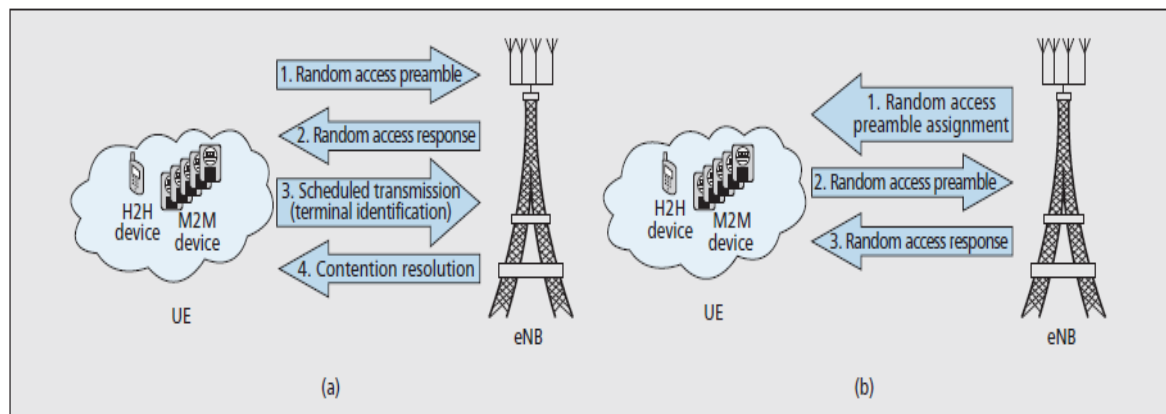 1. Random access preamble
2. Random access response
3. Scheduled transmission
(terminal identification)
4. Contention resolution
H2H
device
M2M
device
UE
eNB
(a)
1. Random access
preamble assignment
2. Random access preamble
3. Random access response
H2H
device
M2M
device
UE
eNB
(b)